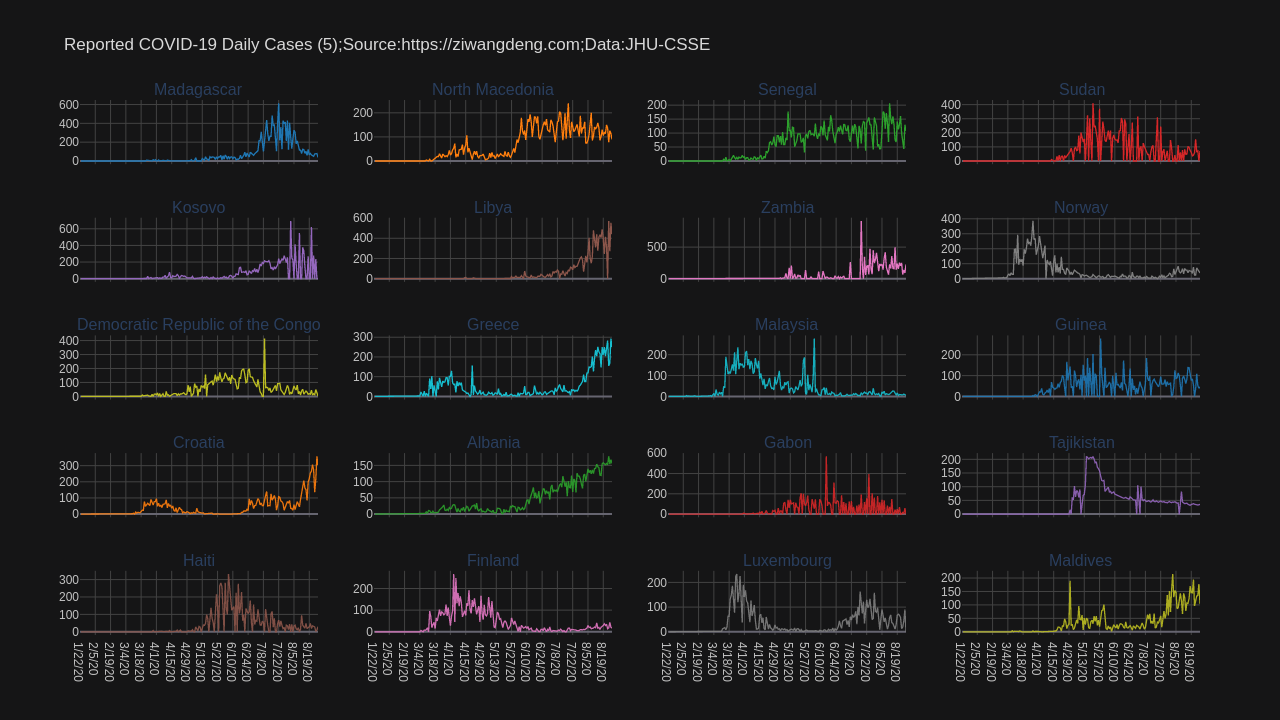 Reported COVID-19 Daily Cases (5);Source:https://ziwangdeng.com;Data:JHU-CSSE
Madagascar North Macedonia Senegal Sudan
600 400 200 0
200 100 0
200 150 100 50 0
400 300 200 100 0
Kosovo Libya Zambia Norway
600 400 200 0
600 400 200 0
500 0
400 300 200 100 0
Democratic Republic of the Congo Greece Malaysia Guinea
400 300 200 100 0
300 200 100 0
200 100 0
200 100 0
Croatia Albania Gabon Tajikistan
300 200 100 0
150 100 50 0
600 400 200 0
200 150 100 50 0
Haiti Finland Luxembourg Maldives
300 200 100 0
200 100 0
200 100 0
200 150 100 50 0
1/22/20 2/5/20 2/19/20 3/4/20 3/18/20 4/1/20 4/15/20 4/29/20 5/13/20 5/27/20 6/10/20 6/24/20 7/8/20 7/22/20 8/5/20 8/19/20
1/22/20 2/5/20 2/19/20 3/4/20 3/18/20 4/1/20 4/15/20 4/29/20 5/13/20 5/27/20 6/10/20 6/24/20 7/8/20 7/22/20 8/5/20 8/19/20
1/22/20 2/5/20 2/19/20 3/4/20 3/18/20 4/1/20 4/15/20 4/29/20 5/13/20 5/27/20 6/10/20 6/24/20 7/8/20 7/22/20 8/5/20 8/19/20
1/22/20 2/5/20 2/19/20 3/4/20 3/18/20 4/1/20 4/15/20 4/29/20 5/13/20 5/27/20 6/10/20 6/24/20 7/8/20 7/22/20 8/5/20 8/19/20